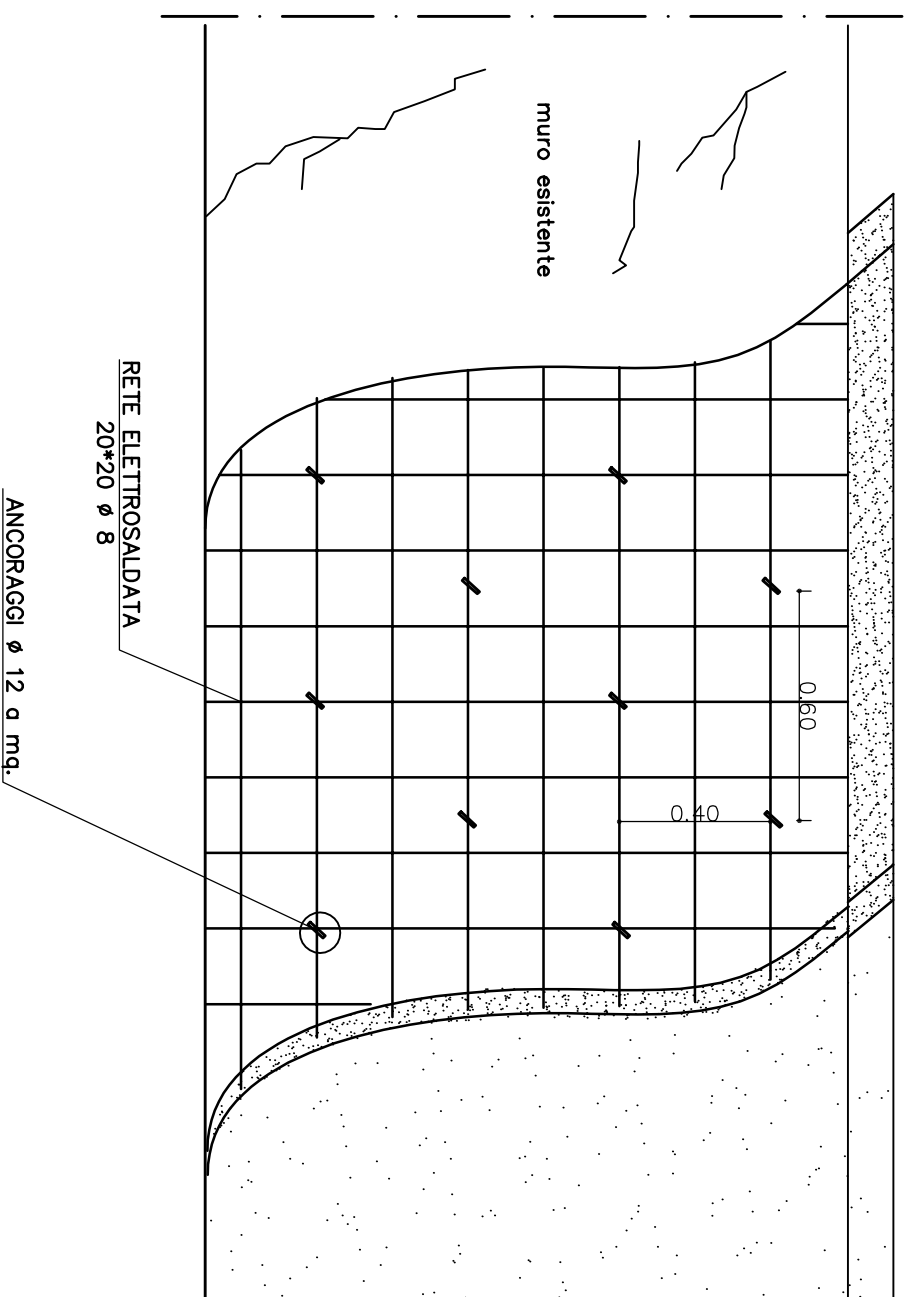 muro esistente
0.60
0.40
RETE ELETTROSALDATA
20*20 ø 8
ANCORAGGI ø 12 a mq.